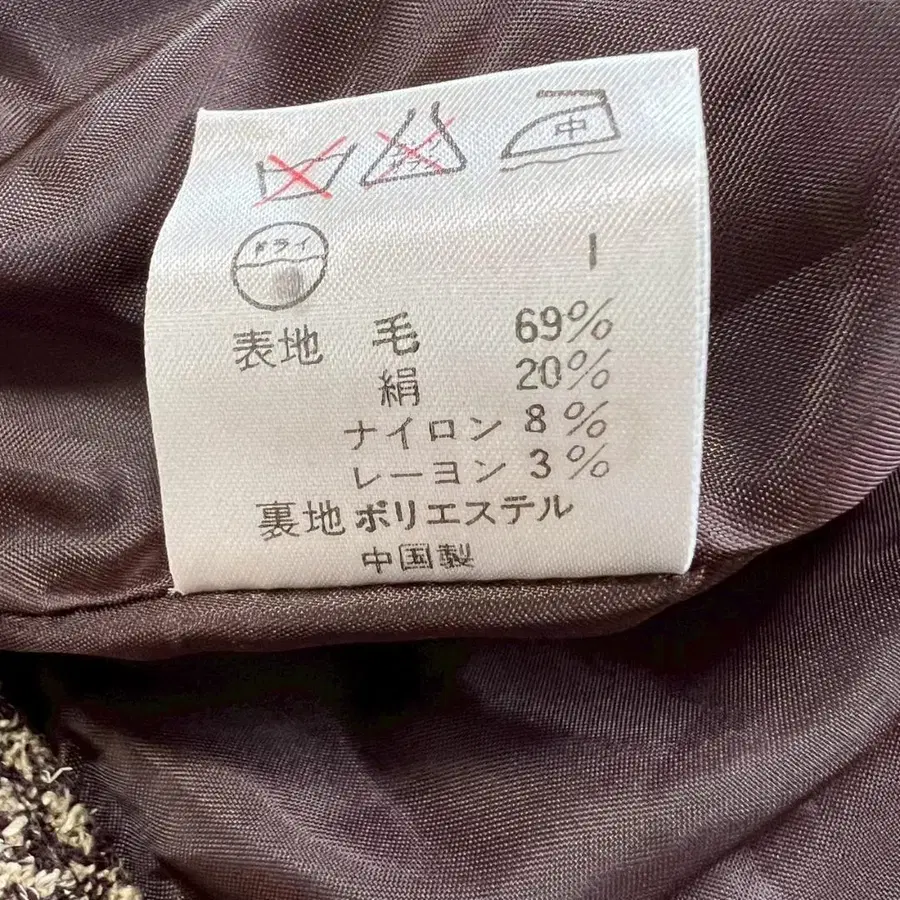 中
ドライ
I
表地 毛 69%
絹 20%
ナイロン 8%
レーヨン 3%
裏地 ポリエステル
中国製